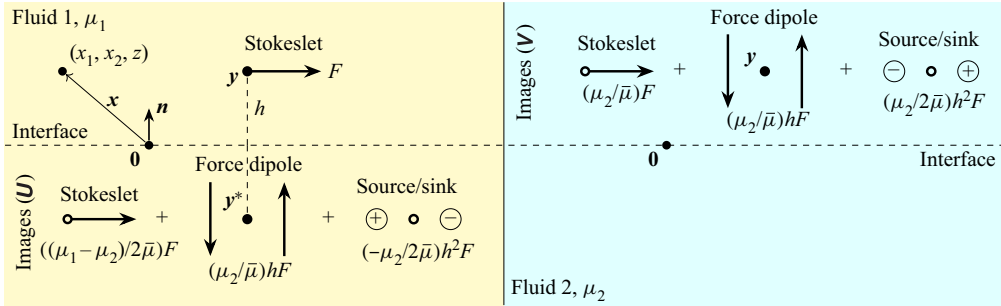 Fluid 1, μ₁
(x₁, x₂, z)
Stokeslet
y
F
x
n
h
Interface
0
Images (U)
Stokeslet
((μ₁ – μ₂)/2μ̄)F
+
Force dipole
y*
(μ₂/μ̄)hF
+
Source/sink
+ −
(-μ₂/2μ̄)h²F
Images (V)
Stokeslet
(μ₂/μ̄)F
+
Force dipole
y
(μ₂/μ̄)hF
+
Source/sink
− +
(μ₂/2μ̄)h²F
0
Interface
Fluid 2, μ₂